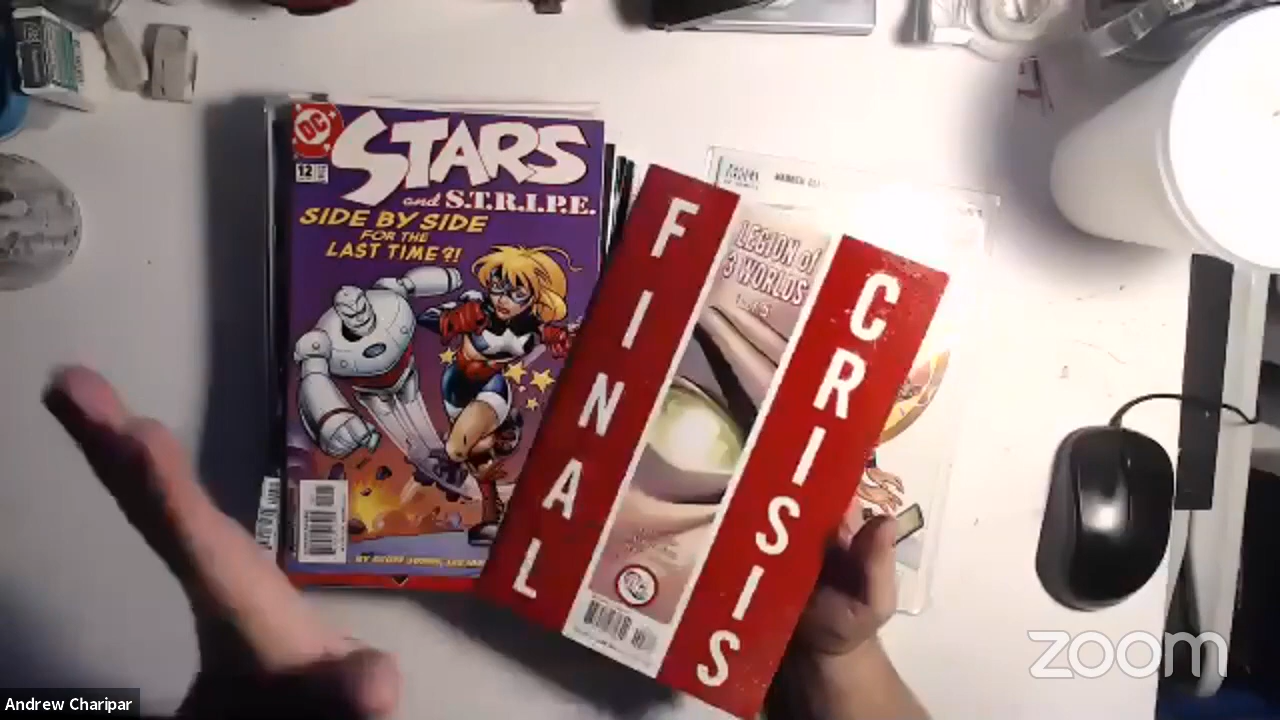 DC
STARS
and S.T.R.I.P.E.
12
SIDE BY SIDE
FOR THE
LAST TIME?!
FINAL
LEGION of
3 WORLDS
CRISIS
DC
zoom
Andrew Charipar